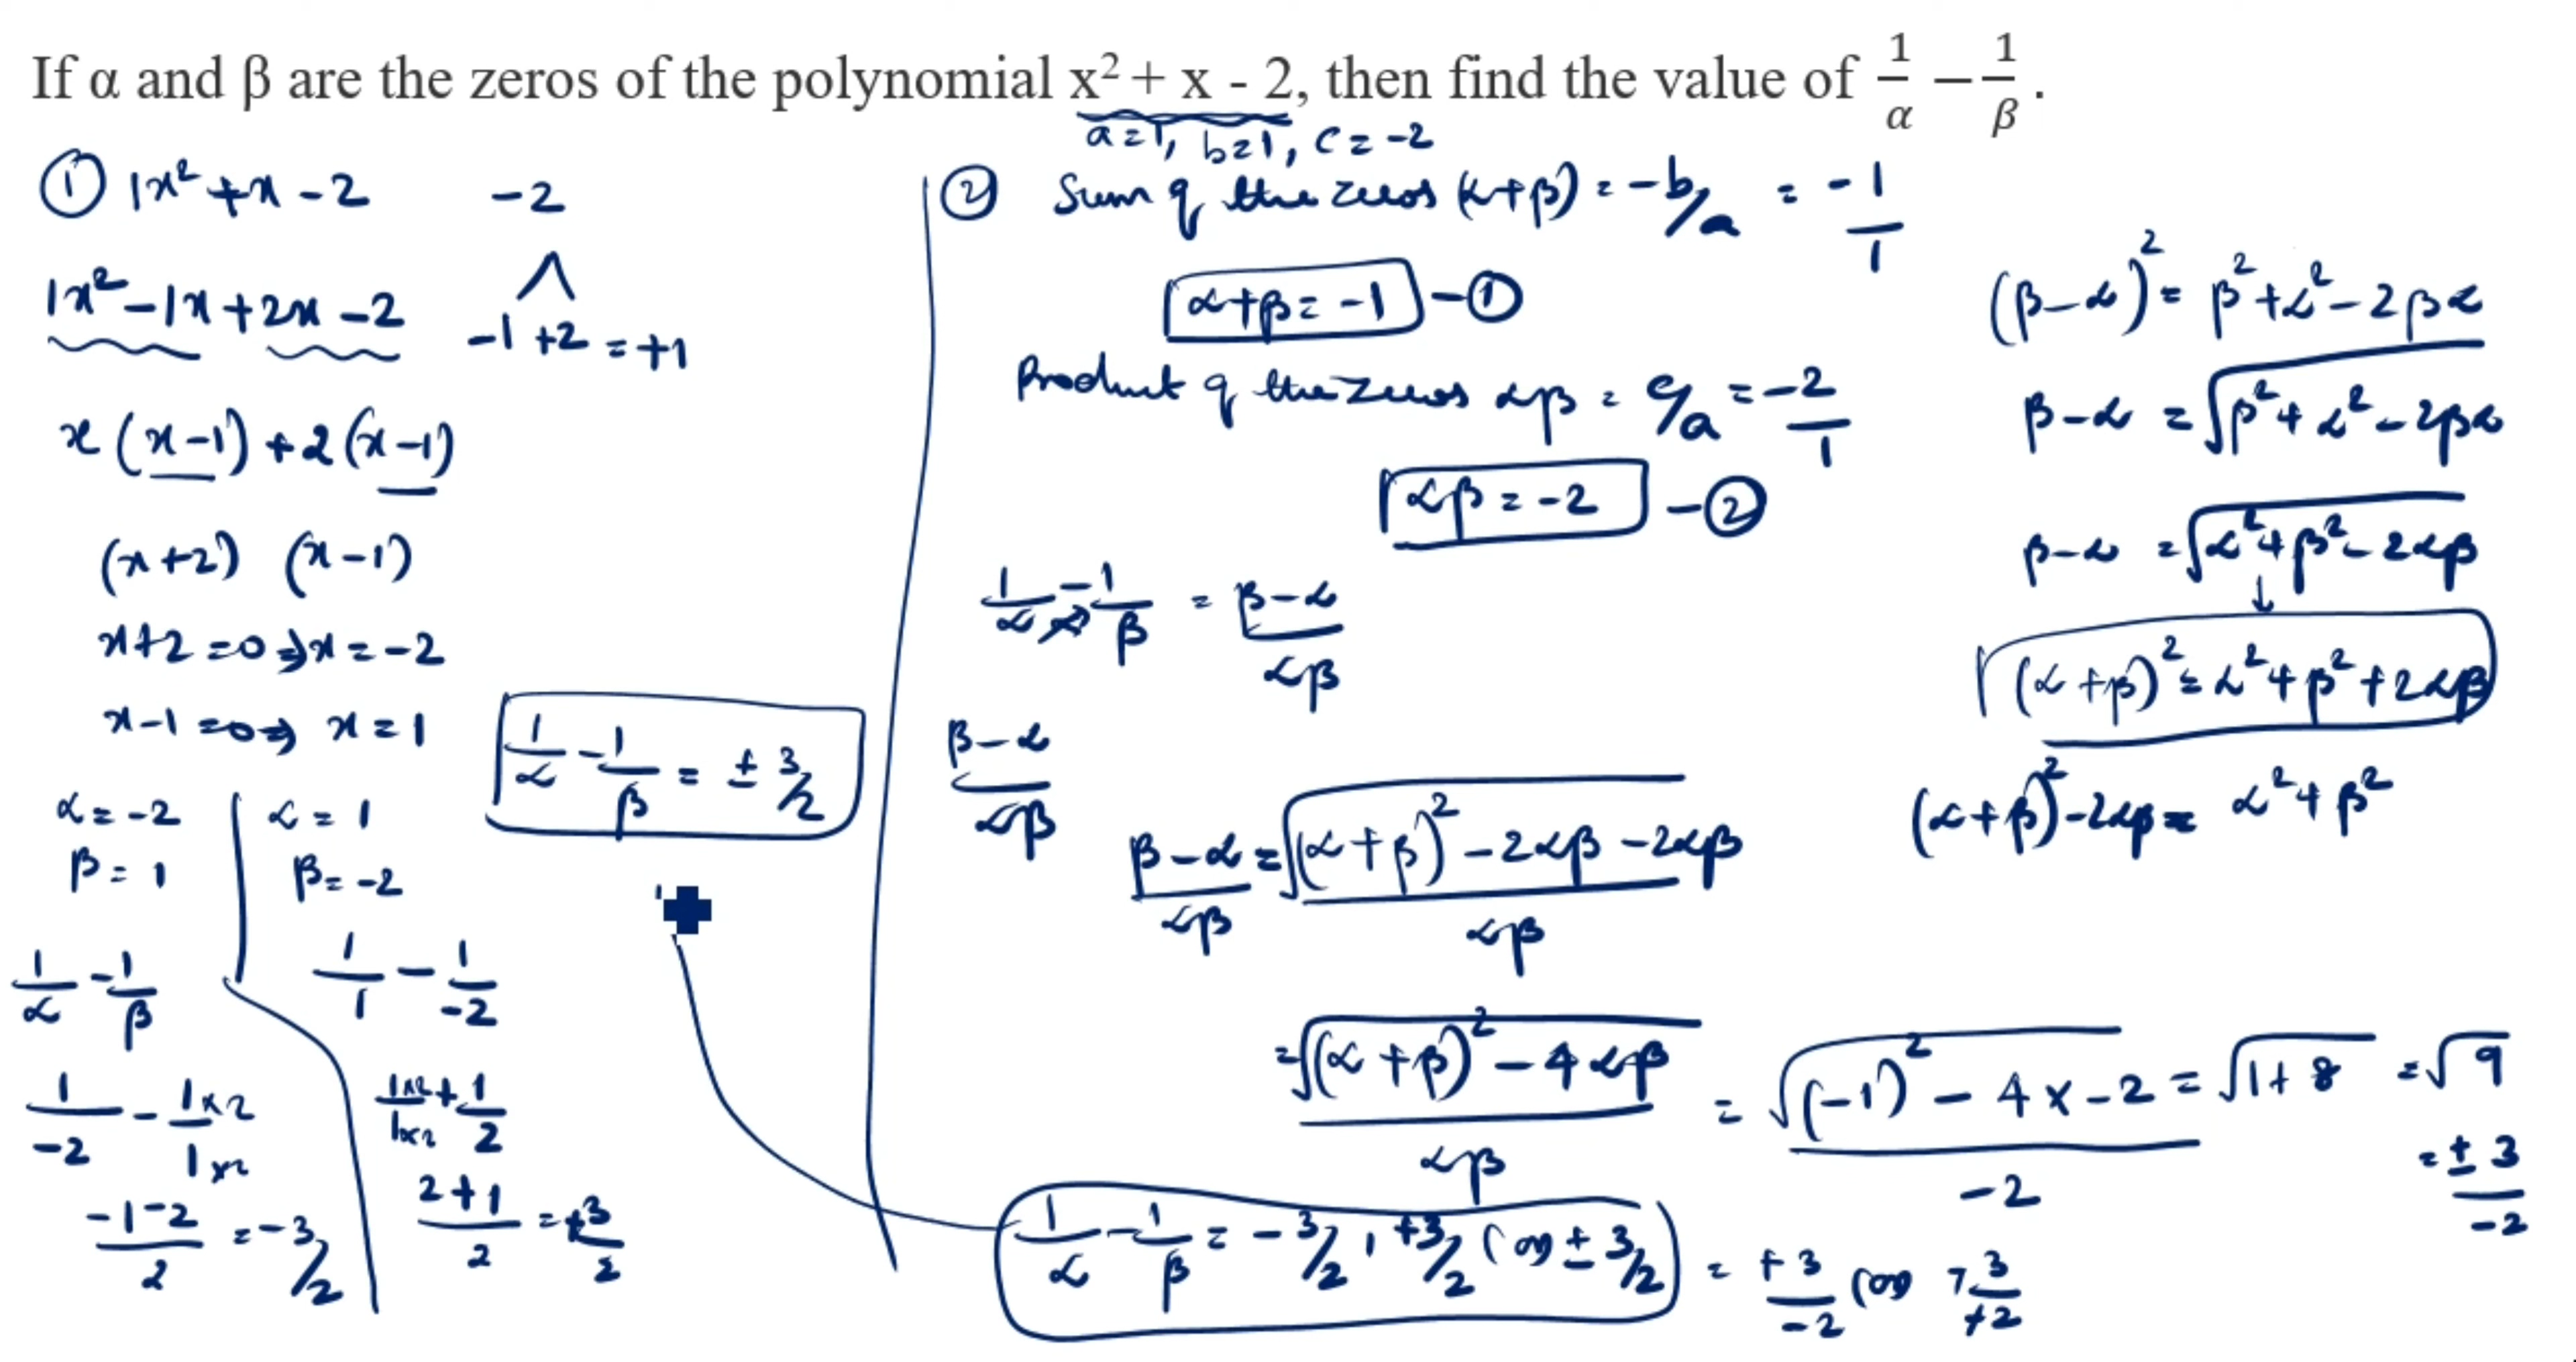 If α and β are the zeros of the polynomial x² + x - 2, then find the value of 1/α − 1/β.
a=1, b=1, c=-2
① 1x²+x-2
-2
1x²-1x+2x-2
-1 +2 = +1
x(x-1)+2(x-1)
(x+2) (x-1)
x+2=0⇒x=-2
x-1=0⇒ x=1
1/α - 1/β = ± 3/2
α=-2
β=1
α=1
β=-2
1/α - 1/β
1/-2 - 1×2/1×2
-1-2/2 = -3/2
1/1 - 1/-2
1×2/1×2 + 1/2
2+1/2 = +3/2
② Sum of the zeros (α+β) = -b/a = -1/1
α+β=-1 -①
Product of the zeros αβ = c/a = -2/1
αβ=-2 -②
1/α - 1/β = β-α/αβ
β-α/αβ
β-α/αβ = √(α+β)²-2αβ-2αβ/αβ
= √(α+β)²-4αβ/αβ = √(-1)²-4×-2/-2 = √1+8 = √9
= ±3/-2
= +3/-2 (or) -3/-2
1/α - 1/β = -3/2, +3/2 (or) ± 3/2
(β-α)² = β²+α²-2βα
β-α = √β²+α²-2βα
β-α = √α²+β²-2αβ
↓
(α+β)² = α²+β²+2αβ
(α+β)²-2αβ = α²+β²